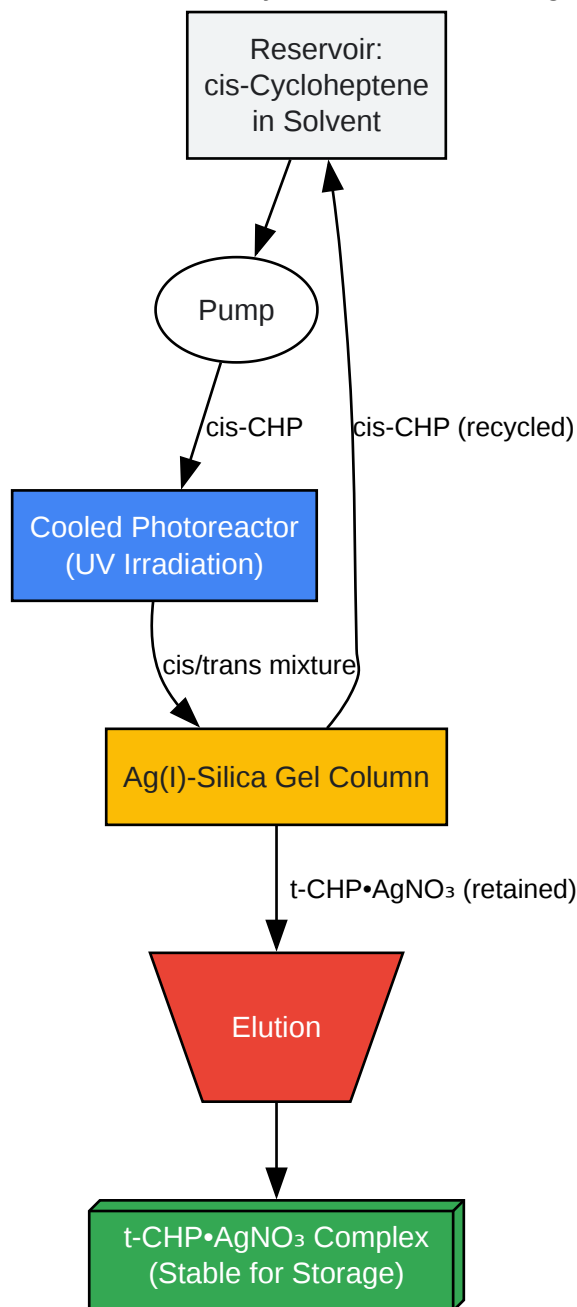 Reservoir:
cis-Cycloheptene
in Solvent
Pump
cis-CHP
cis-CHP (recycled)
Cooled Photoreactor
(UV Irradiation)
cis/trans mixture
Ag(I)-Silica Gel Column
t-CHP•AgNO₃ (retained)
Elution
t-CHP•AgNO₃ Complex
(Stable for Storage)